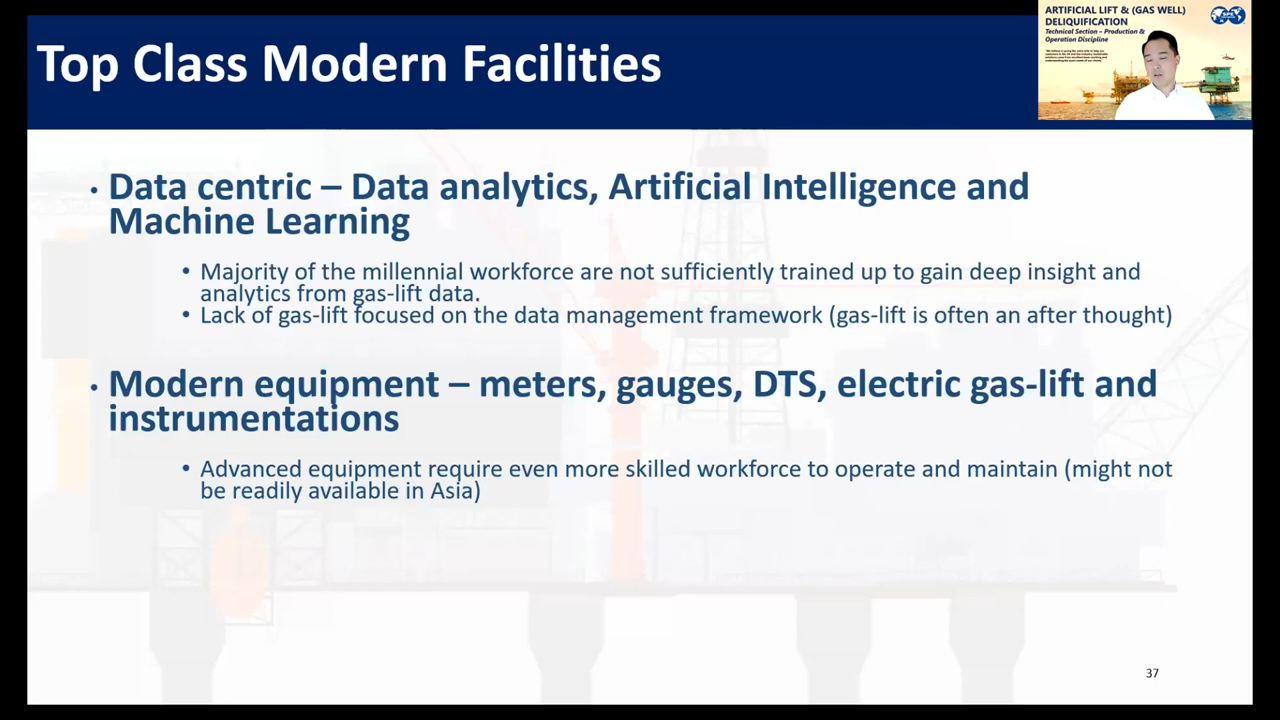 Top Class Modern Facilities
ARTIFICIAL LIFT & (GAS WELL)
DELIQUIFICATION
Technical Section – Production &
Operation Discipline
SPE
• Data centric – Data analytics, Artificial Intelligence and
Machine Learning
• Majority of the millennial workforce are not sufficiently trained up to gain deep insight and
analytics from gas-lift data.
• Lack of gas-lift focused on the data management framework (gas-lift is often an after thought)
• Modern equipment – meters, gauges, DTS, electric gas-lift and
instrumentations
• Advanced equipment require even more skilled workforce to operate and maintain (might not
be readily available in Asia)
37